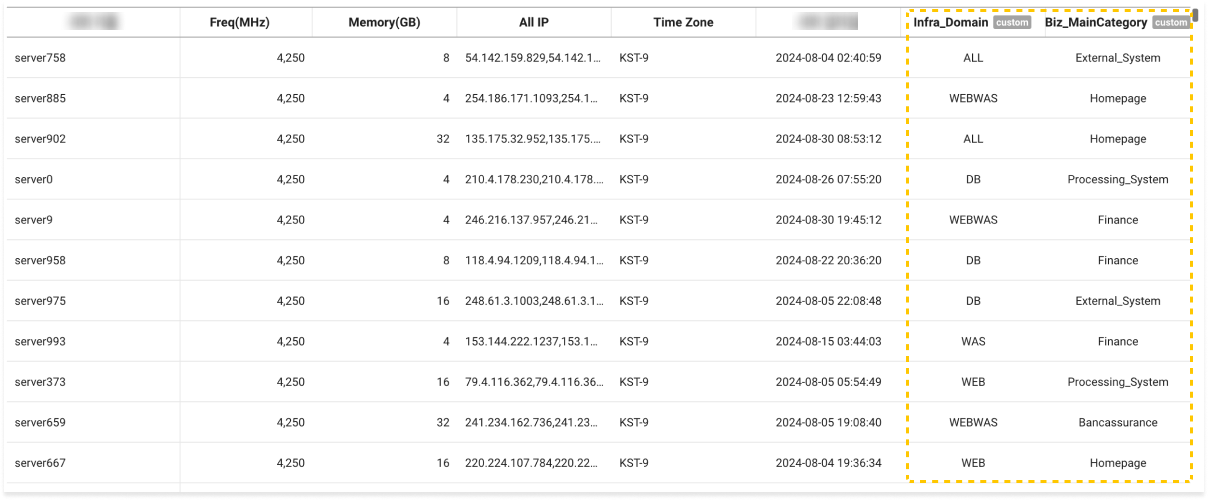 Freq(MHz) Memory(GB) All IP Time Zone Infra_Domain custom Biz_MainCategory custom
server758 4,250 8 54.142.159.829,54.142.1... KST-9 2024-08-04 02:40:59 ALL External_System
server885 4,250 4 254.186.171.1093,254.1... KST-9 2024-08-23 12:59:43 WEBWAS Homepage
server902 4,250 32 135.175.32.952,135.175.... KST-9 2024-08-30 08:53:12 ALL Homepage
server0 4,250 4 210.4.178.230,210.4.178.... KST-9 2024-08-26 07:55:20 DB Processing_System
server9 4,250 4 246.216.137.957,246.21... KST-9 2024-08-30 19:45:12 WEBWAS Finance
server958 4,250 8 118.4.94.1209,118.4.94.1... KST-9 2024-08-22 20:36:20 DB Finance
server975 4,250 16 248.61.3.1003,248.61.3.1... KST-9 2024-08-05 22:08:48 DB External_System
server993 4,250 4 153.144.222.1237,153.1... KST-9 2024-08-15 03:44:03 WAS Finance
server373 4,250 16 79.4.116.362,79.4.116.36... KST-9 2024-08-05 05:54:49 WEB Processing_System
server659 4,250 32 241.234.162.736,241.23... KST-9 2024-08-05 19:08:40 WEBWAS Bancassurance
server667 4,250 16 220.224.107.784,220.22... KST-9 2024-08-04 19:36:34 WEB Homepage